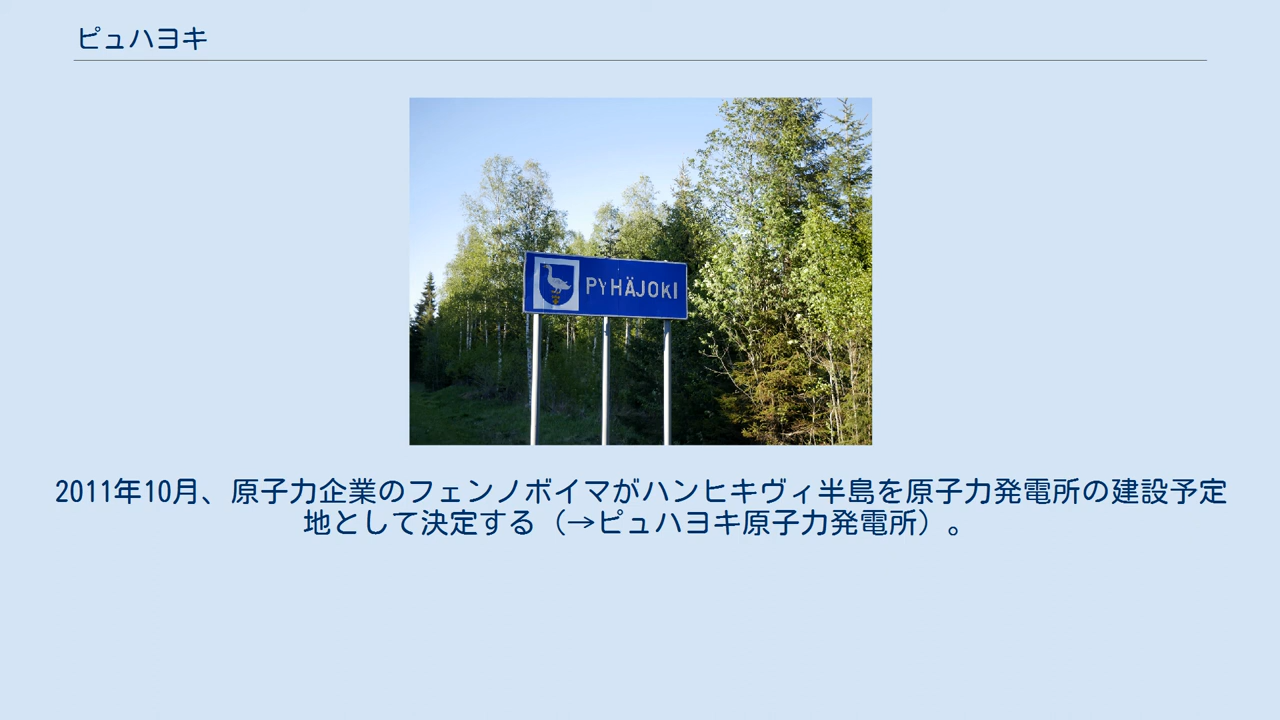 ピュハヨキ
PYHÄJOKI
2011年10月、原子力企業のフェンノボイマがハンヒキヴィ半島を原子力発電所の建設予定
地として決定する（→ピュハヨキ原子力発電所）。